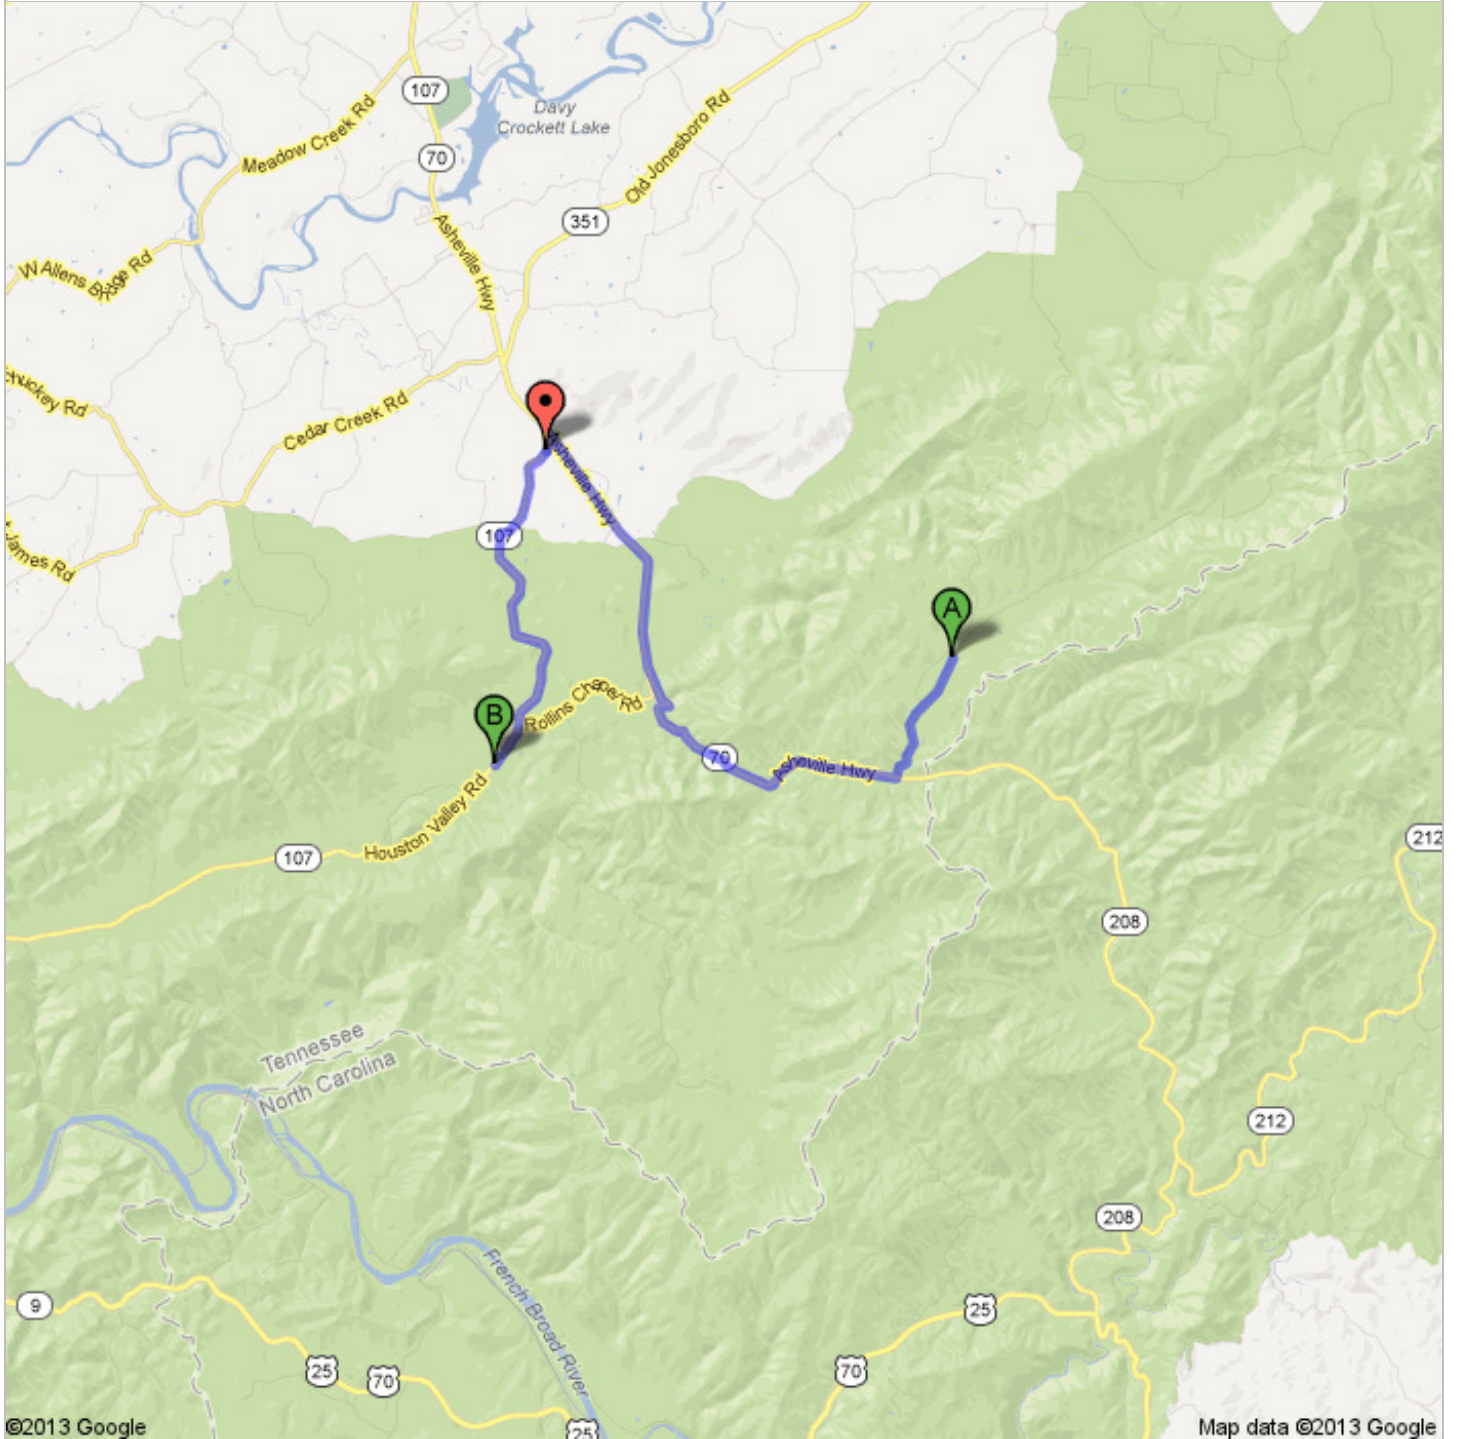 107
Meadow Creek Rd
Davy
Crockett Lake
Old Jonesboro Rd
70
351
Asheville Hwy
W Allens Bridge Rd
huckey Rd
Cedar Creek Rd
Asheville Hwy
107
James Rd
A
B
Rollins Chapel Rd
70
Asheville Hwy
Houston Valley Rd
107
212
208
Tennessee
North Carolina
212
208
French Broad River
9
25
25
70
70
25
©2013 Google
Map data ©2013 Google